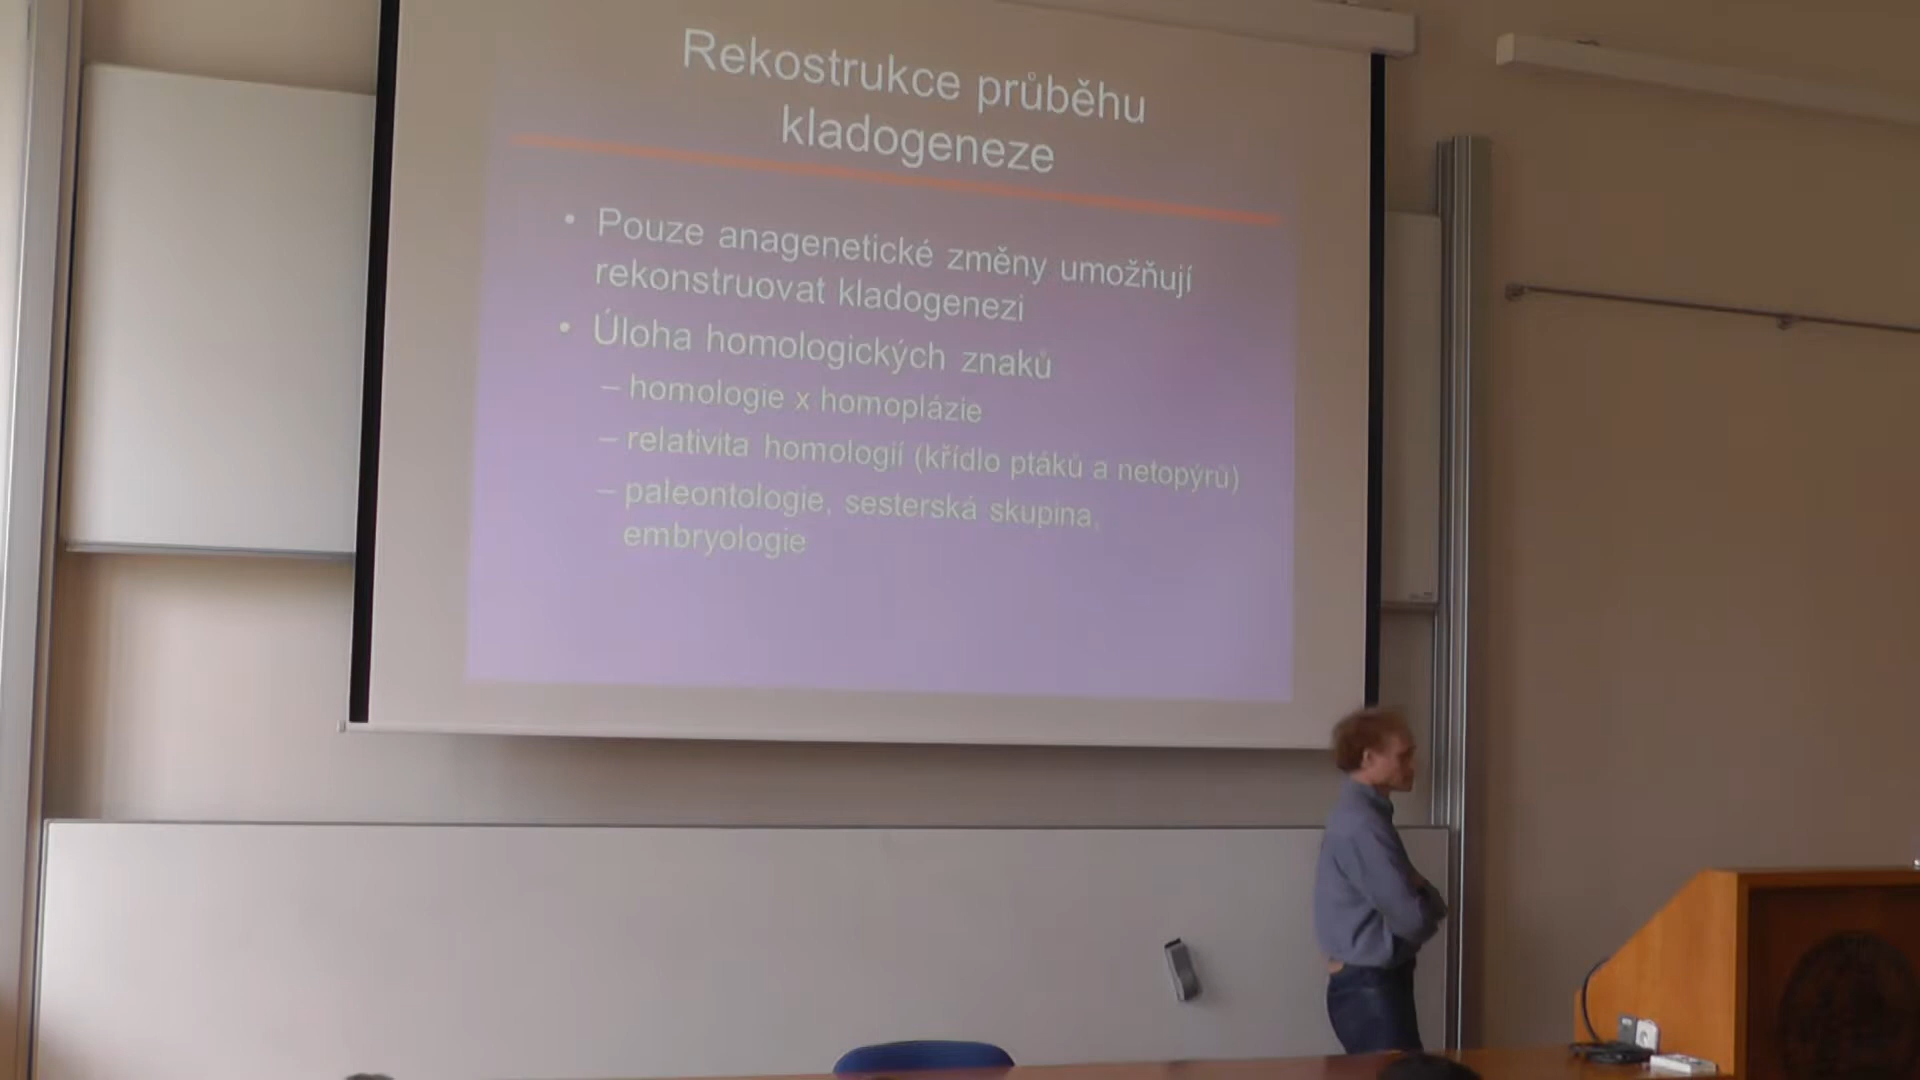 Rekostrukce průběhu
kladogeneze
• Pouze anagenetické změny umožňují
rekonstruovat kladogenezi
• Úloha homologických znaků
– homologie x homoplázie
– relativita homologií (křídlo ptáků a netopýrů)
– paleontologie, sesterská skupina,
embryologie